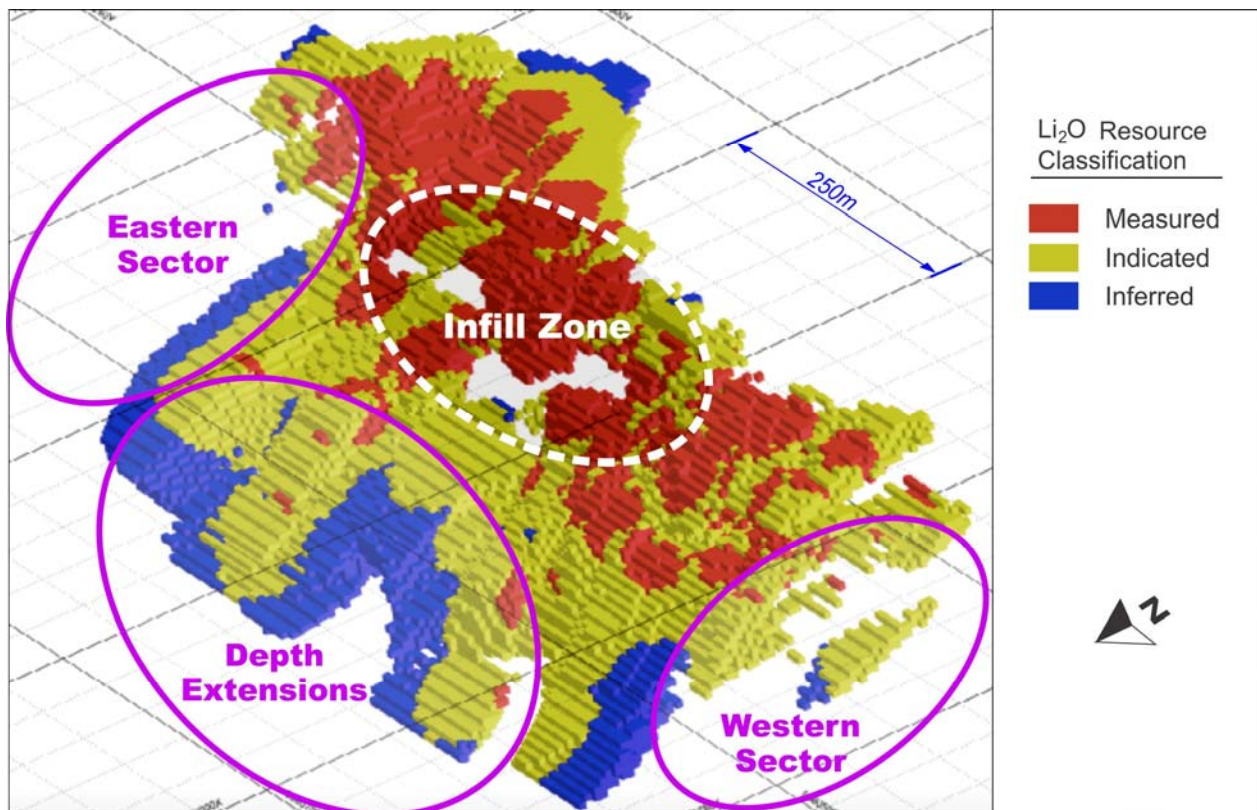 Eastern
Sector
Infill Zone
Depth
Extensions
Western
Sector
250m
Li₂O Resource
Classification
Measured
Indicated
Inferred
N